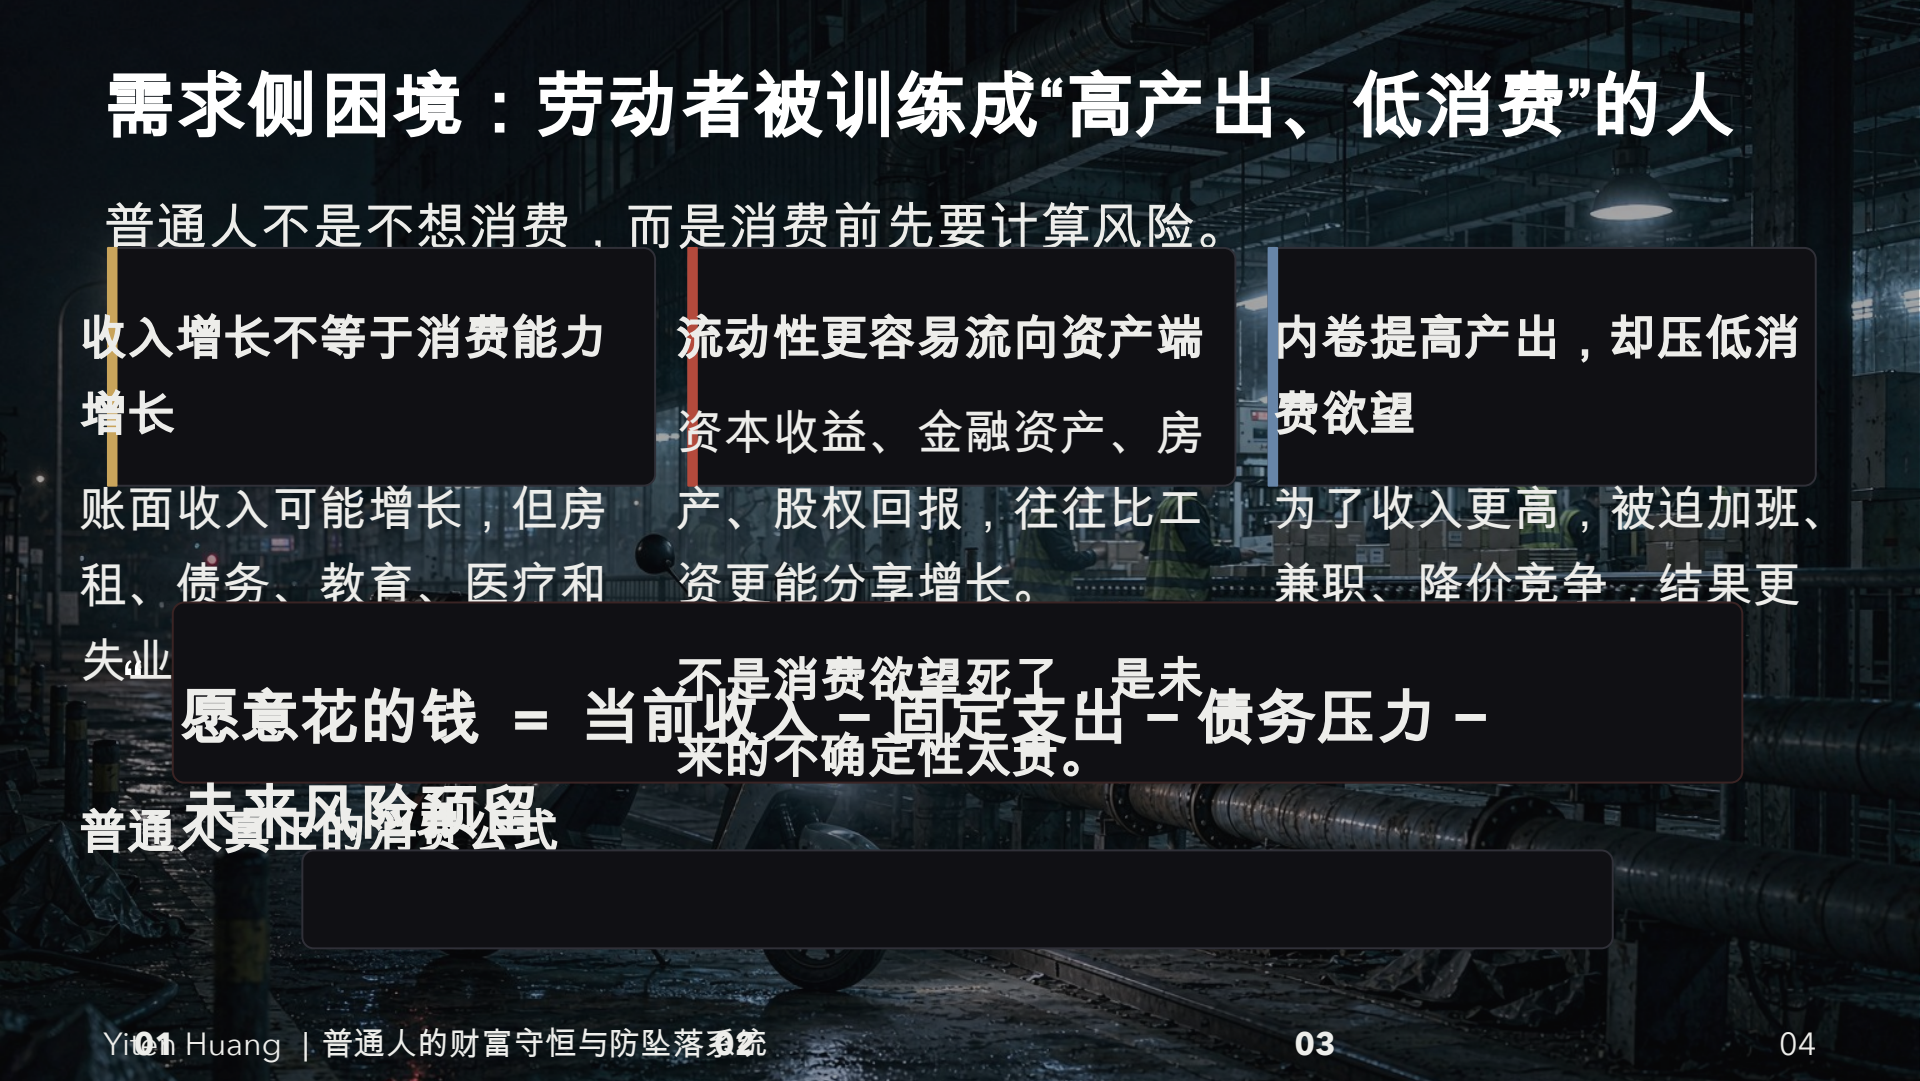 需求侧困境：劳动者被训练成“高产出、低消费”的人
普通人不是不想消费，而是消费前先要计算风险。
收入增长不等于消费能力
增长
账面收入可能增长，但房
租、债务、教育、医疗和
失业
流动性更容易流向资产端
资本收益、金融资产、房
产、股权回报，往往比工
资更能分享增长。
内卷提高产出，却压低消
费欲望
为了收入更高，被迫加班、
兼职、降价竞争，结果更
“
不是消费欲望死了，是未
来的不确定性太贵。
愿意花的钱 = 当前收入 − 固定支出 − 债务压力 −
未来风险预留
普通人真正的消费公式
01
02
03
Yiten Huang | 普通人的财富守恒与防坠落系统
04